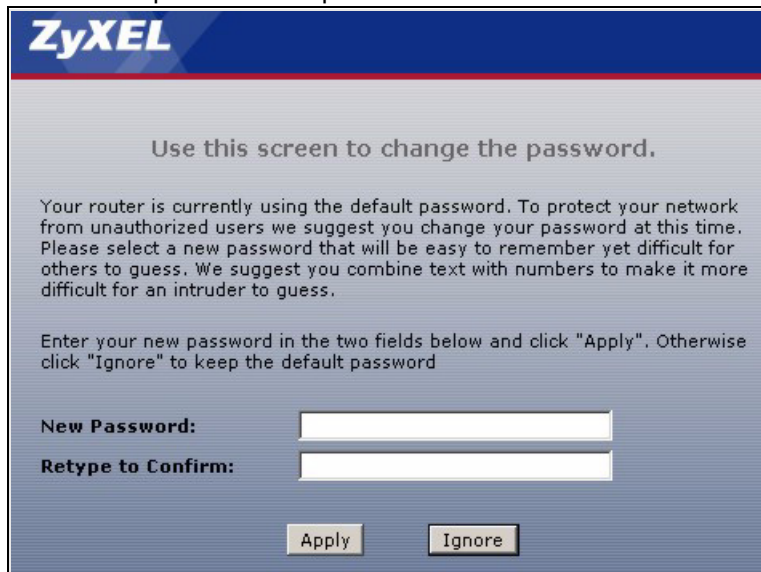 ZyXEL
Use this screen to change the password.
Your router is currently using the default password. To protect your network
from unauthorized users we suggest you change your password at this time.
Please select a new password that will be easy to remember yet difficult for
others to guess. We suggest you combine text with numbers to make it more
difficult for an intruder to guess.
Enter your new password in the two fields below and click "Apply". Otherwise
click "Ignore" to keep the default password
New Password:
Retype to Confirm:
Apply Ignore